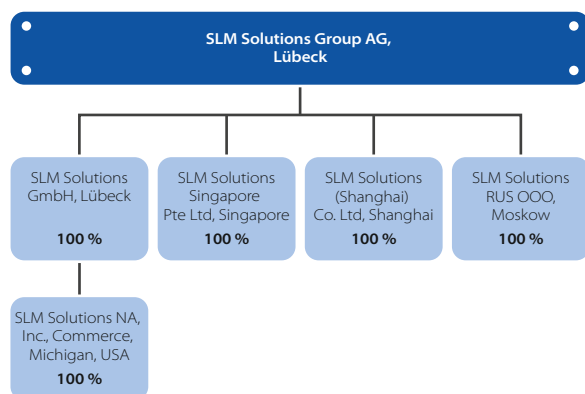 SLM Solutions Group AG,
Lübeck
SLM Solutions
GmbH, Lübeck
100 %
SLM Solutions
Singapore
Pte Ltd, Singapore
100 %
SLM Solutions
(Shanghai)
Co. Ltd, Shanghai
100 %
SLM Solutions
RUS OOO,
Moskow
100 %
SLM Solutions NA,
Inc., Commerce,
Michigan, USA
100 %